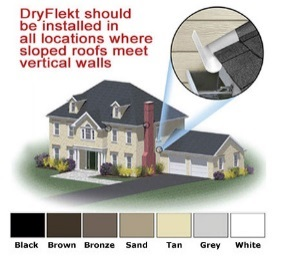 DryFlekt should
be installed in
all locations where
sloped roofs meet
vertical walls
Black Brown Bronze Sand Tan Grey White